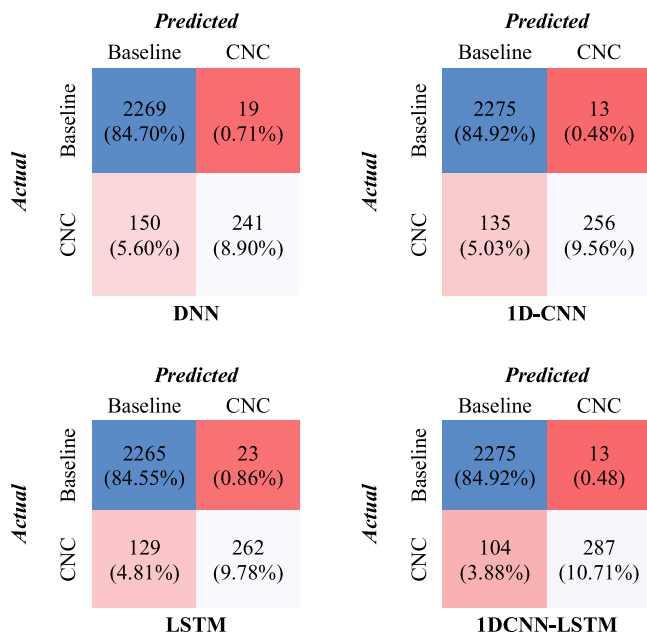 Predicted
Baseline CNC
Actual
Baseline
2269 19
(84.70%) (0.71%)
CNC
150 241
(5.60%) (8.90%)
DNN
Predicted
Baseline CNC
Actual
Baseline
2275 13
(84.92%) (0.48%)
CNC
135 256
(5.03%) (9.56%)
1D-CNN
Predicted
Baseline CNC
Actual
Baseline
2265 23
(84.55%) (0.86%)
CNC
129 262
(4.81%) (9.78%)
LSTM
Predicted
Baseline CNC
Actual
Baseline
2275 13
(84.92%) (0.48)
CNC
104 287
(3.88%) (10.71%)
1DCNN-LSTM